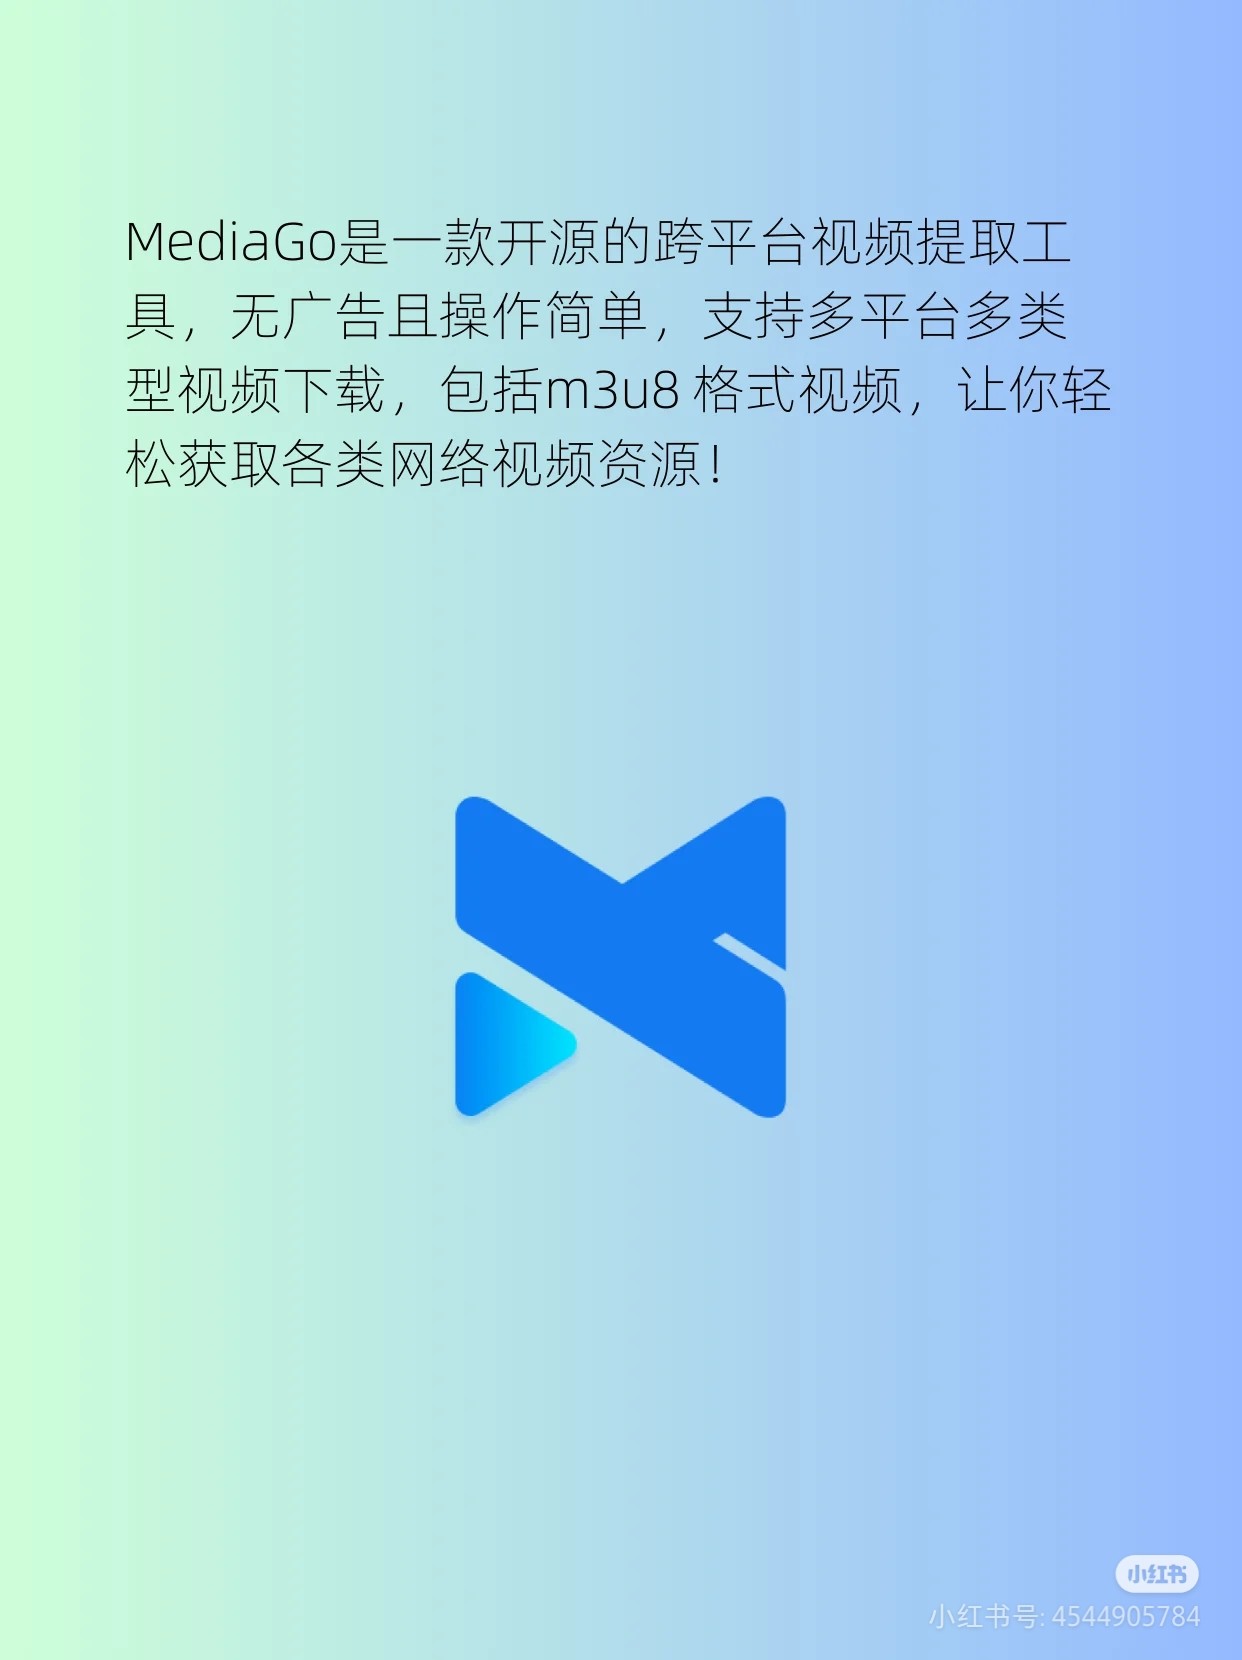 MediaGo是一款开源的跨平台视频提取工
具，无广告且操作简单，支持多平台多类
型视频下载，包括m3u8 格式视频，让你轻
松获取各类网络视频资源！
小红书
小红书号: 4544905784